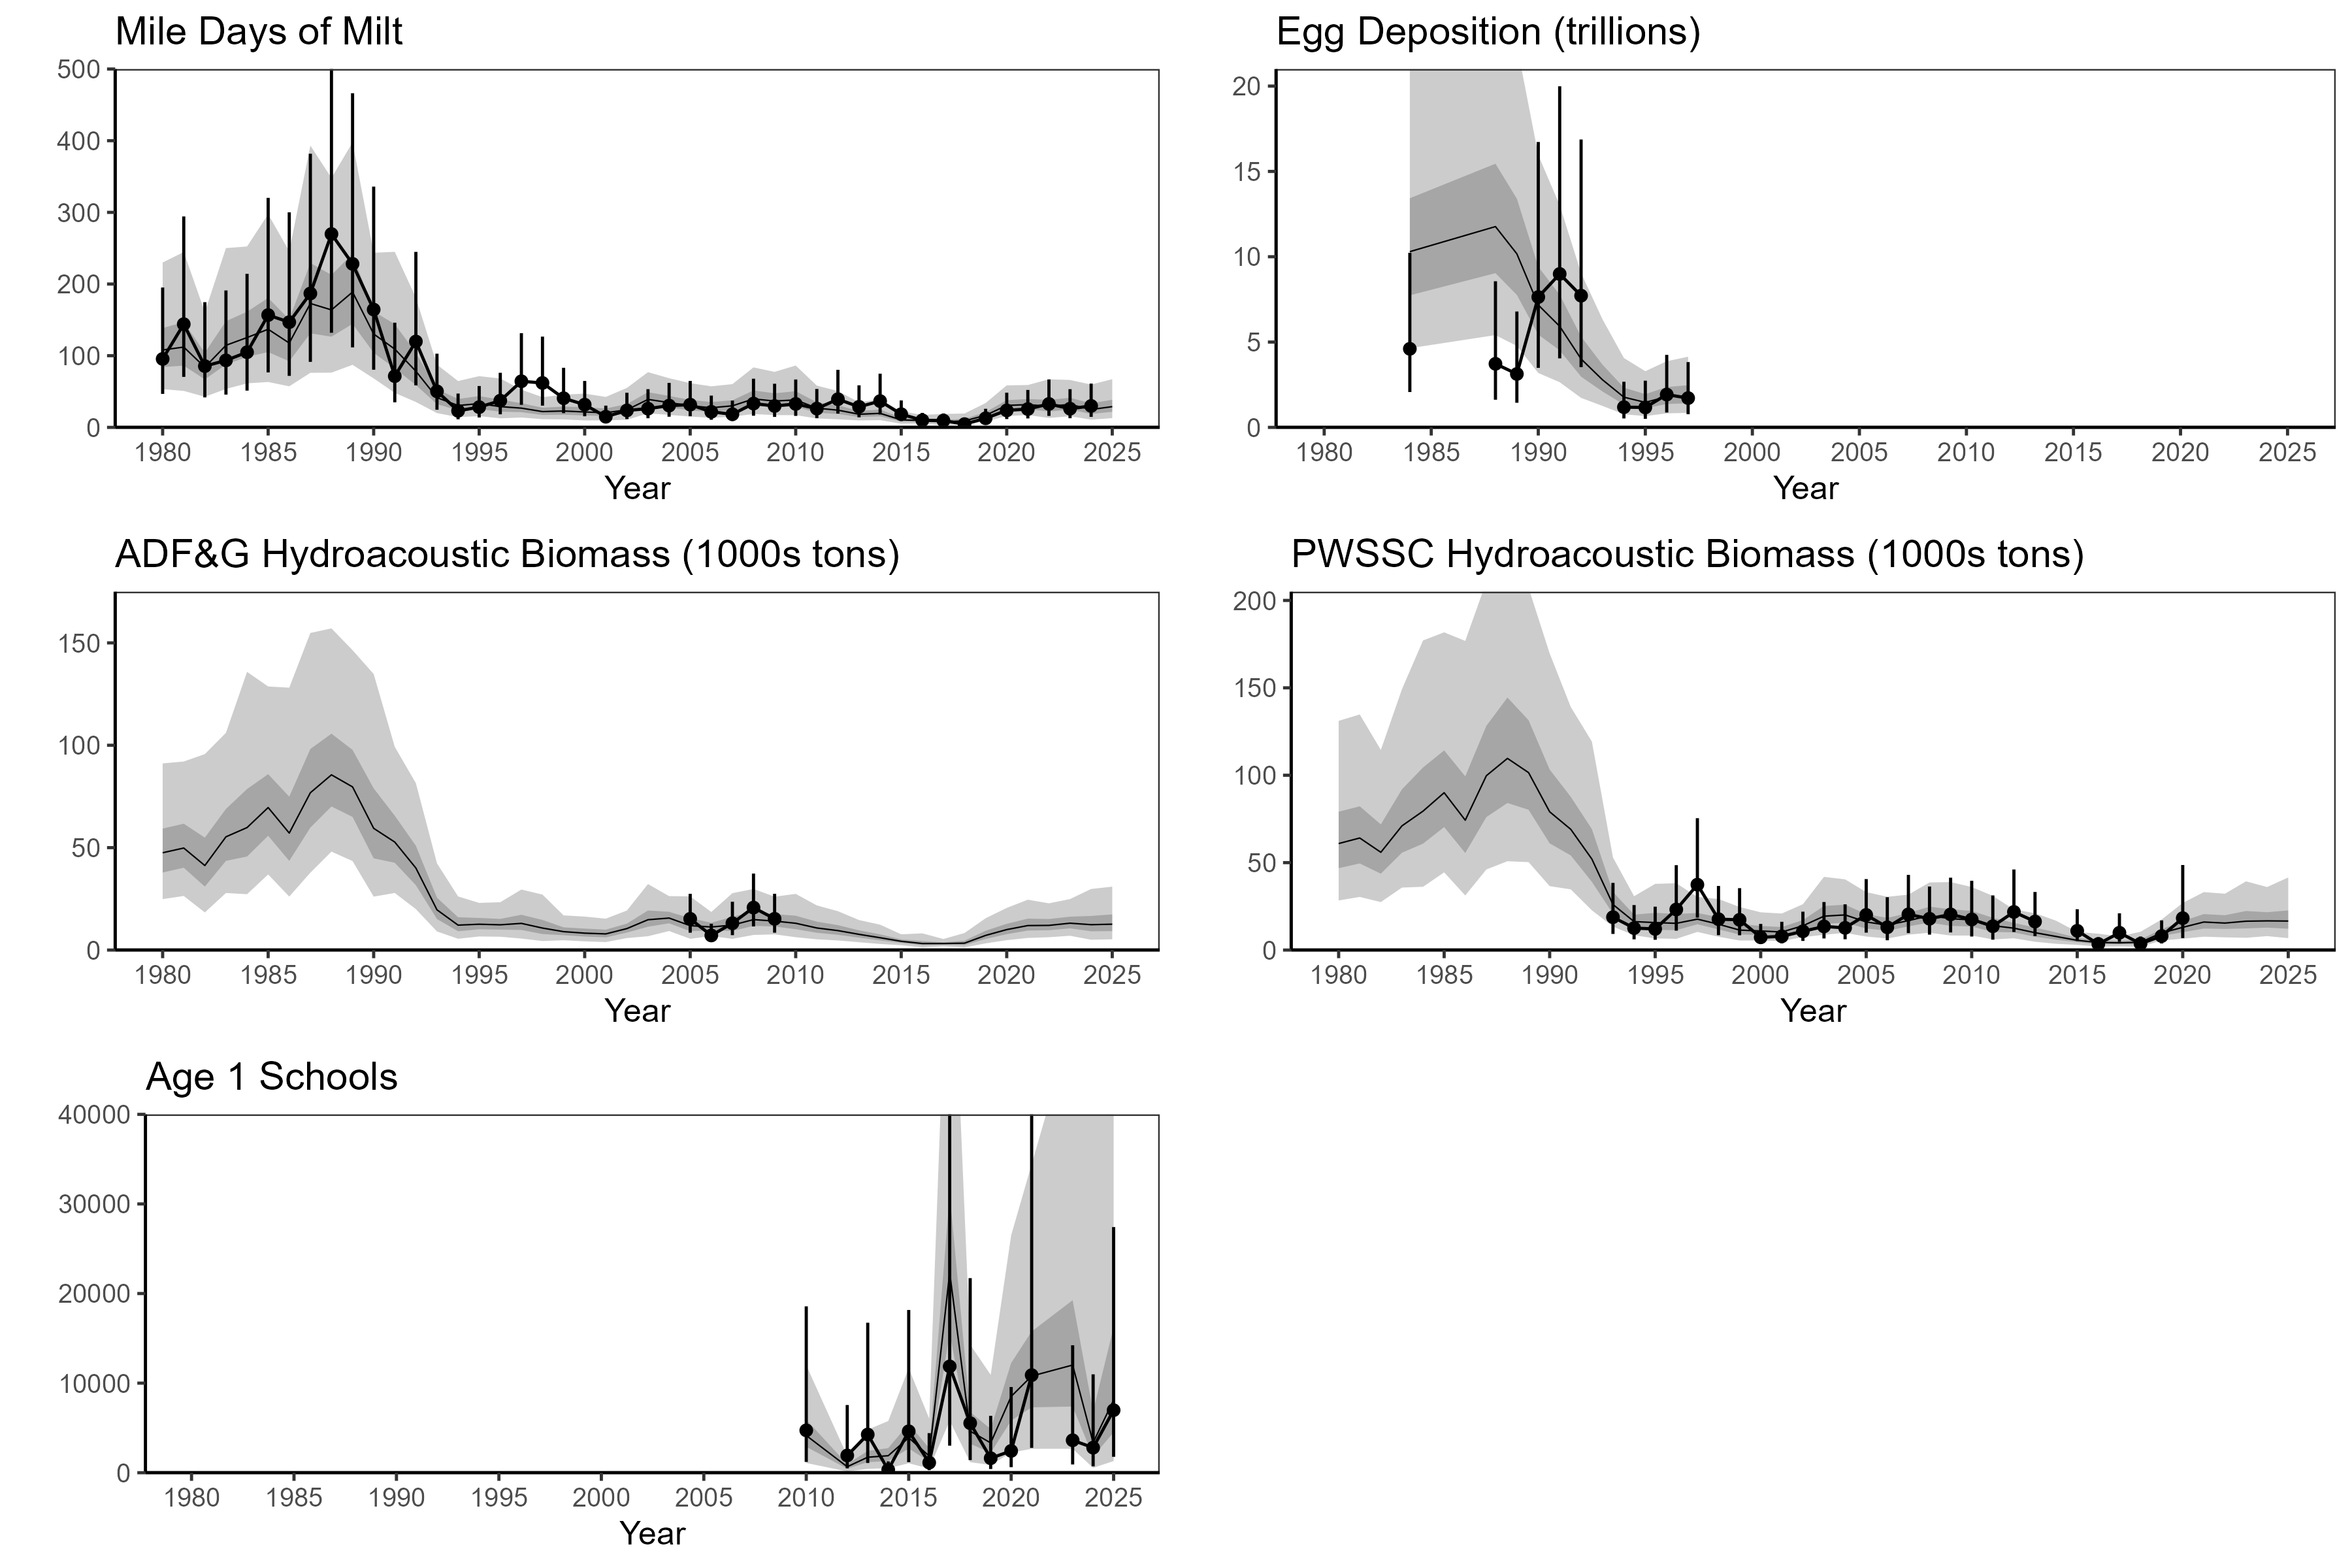 Mile Days of Milt
500
400
300
200
100
0
1980 1985 1990 1995 2000 2005 2010 2015 2020 2025
Year
Egg Deposition (trillions)
20
15
10
5
0
1980 1985 1990 1995 2000 2005 2010 2015 2020 2025
Year
ADF&G Hydroacoustic Biomass (1000s tons)
150
100
50
0
1980 1985 1990 1995 2000 2005 2010 2015 2020 2025
Year
PWSSC Hydroacoustic Biomass (1000s tons)
200
150
100
50
0
1980 1985 1990 1995 2000 2005 2010 2015 2020 2025
Year
Age 1 Schools
40000
30000
20000
10000
0
1980 1985 1990 1995 2000 2005 2010 2015 2020 2025
Year